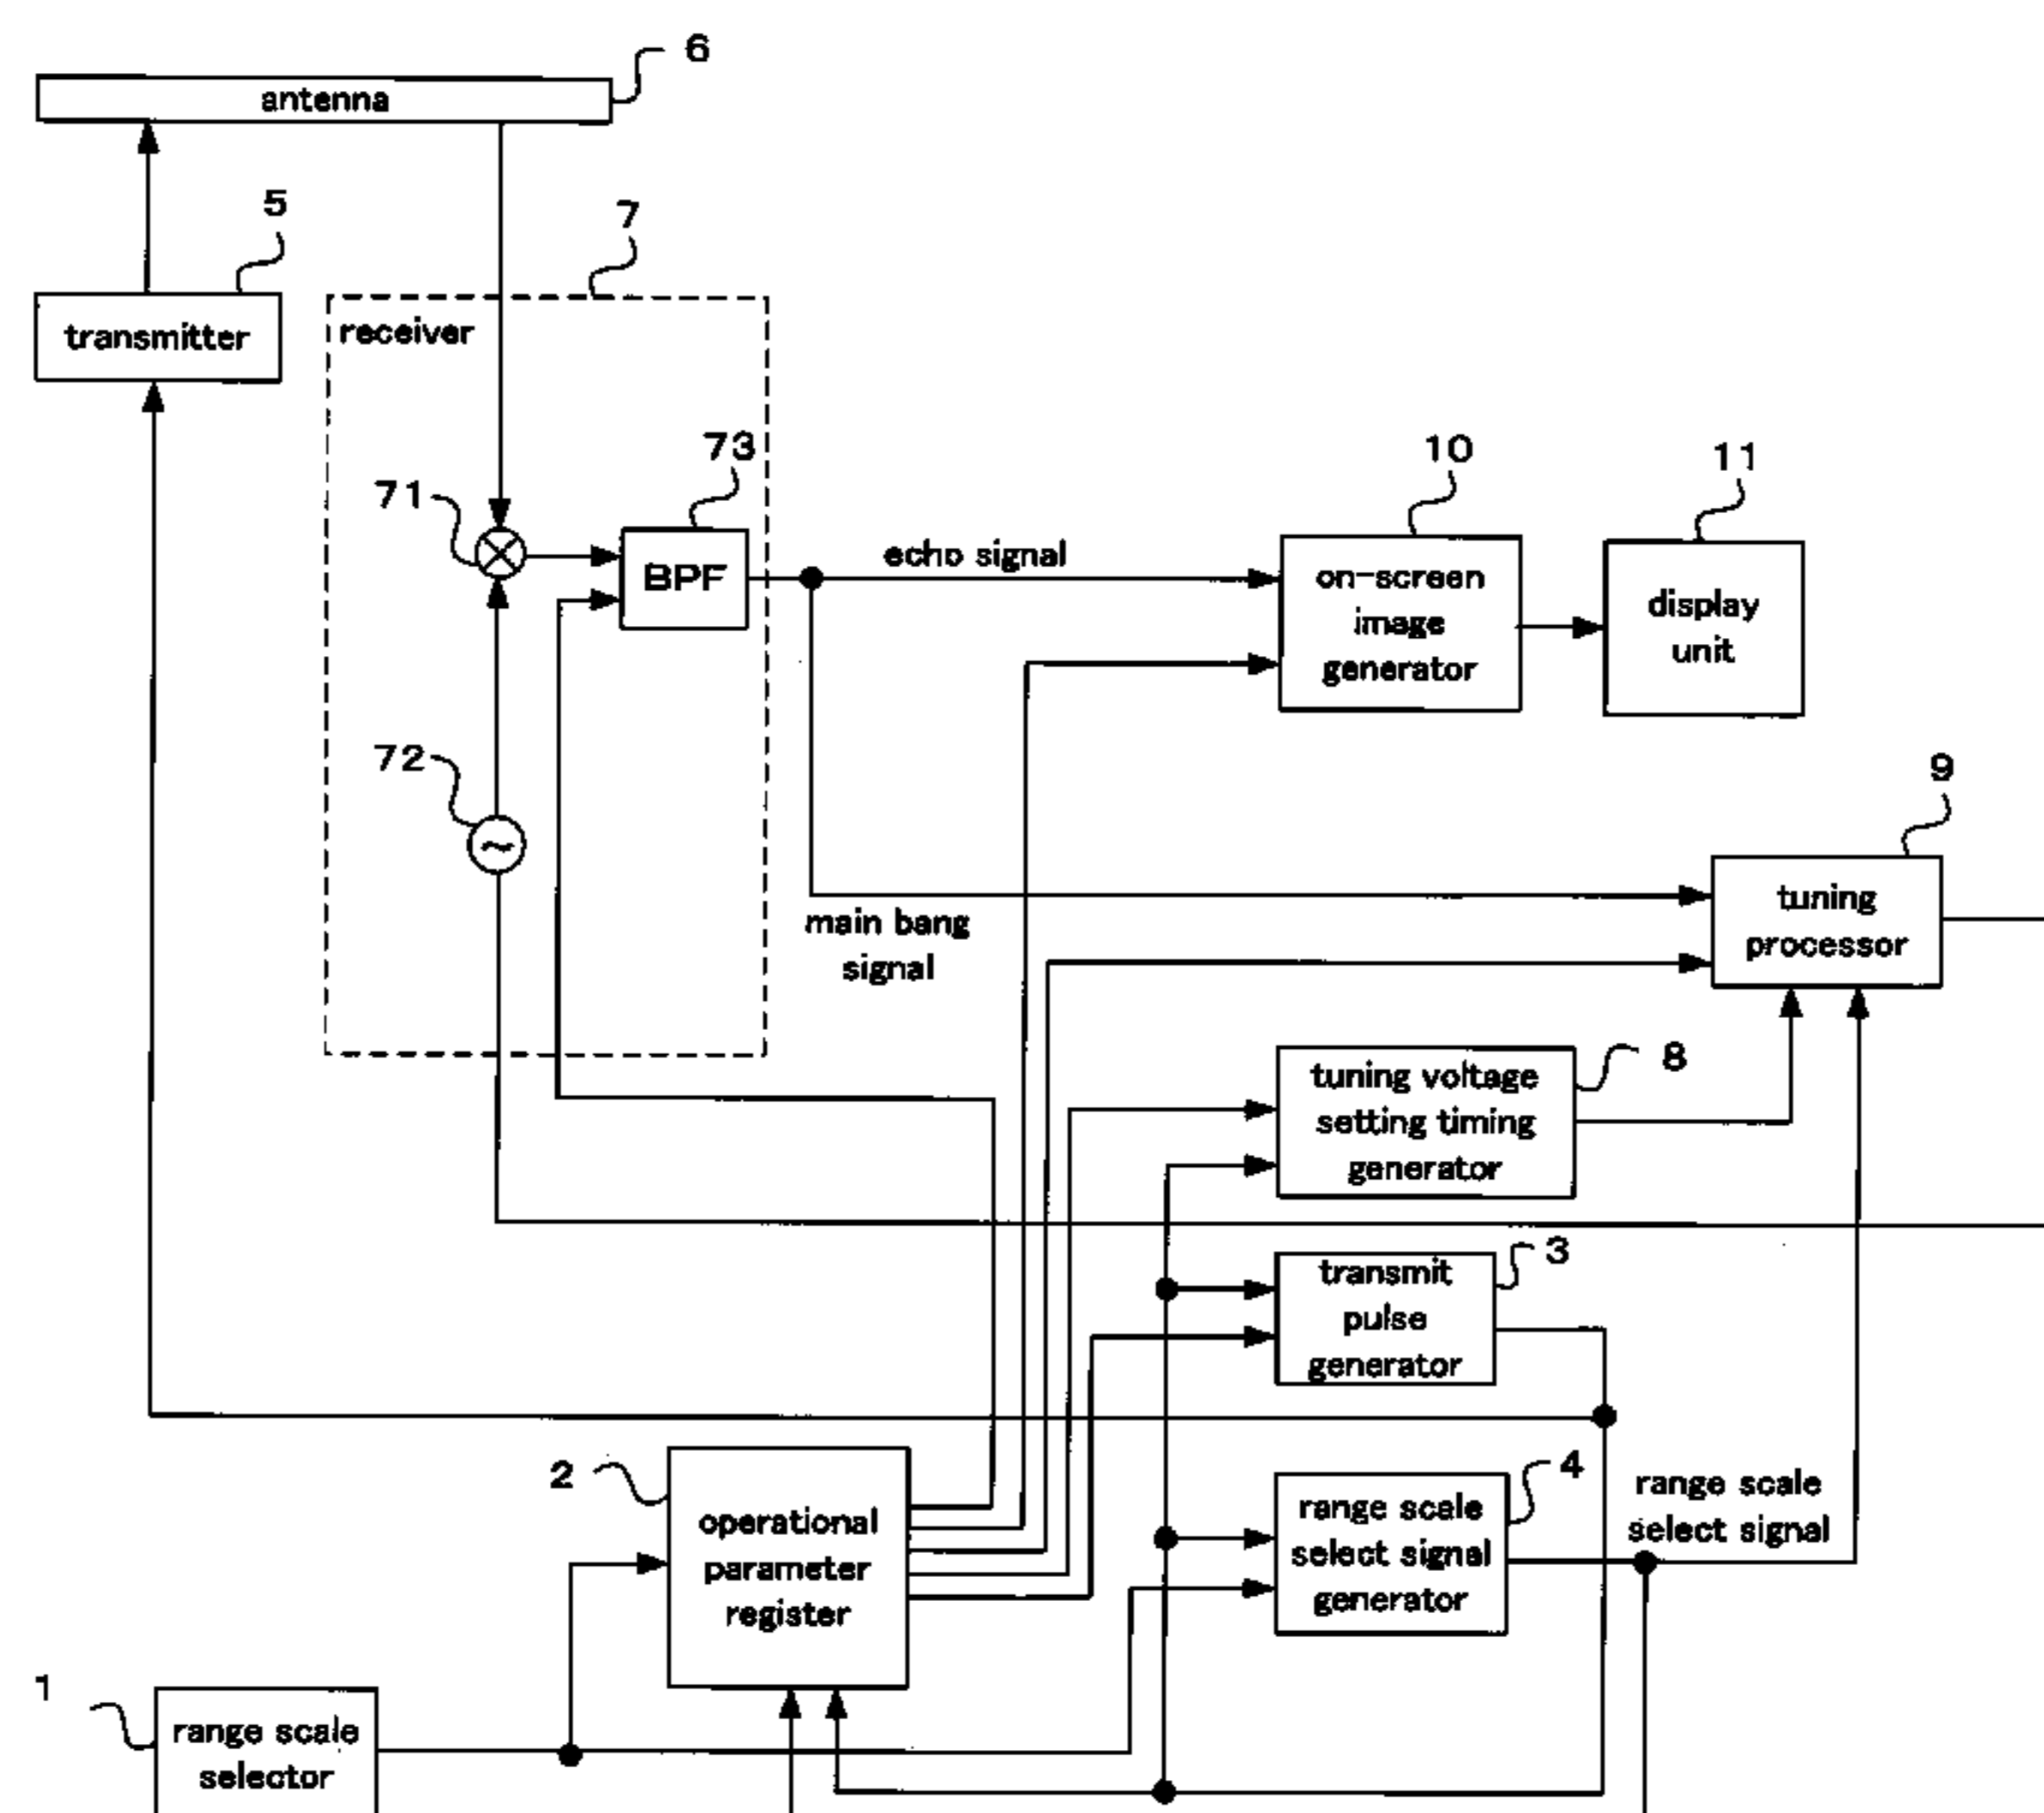 6
antenna
5
7
transmitter
receiver
73
10
11
71
echo signal
BPF
on-screen
image
generator
display
unit
72
9
~
tuning
processor
main bang
signal
8
tuning voltage
setting timing
generator
3
transmit
pulse
generator
2
4
range scale
select signal
operational
parameter
register
range scale
select signal
generator
1
range scale
selector